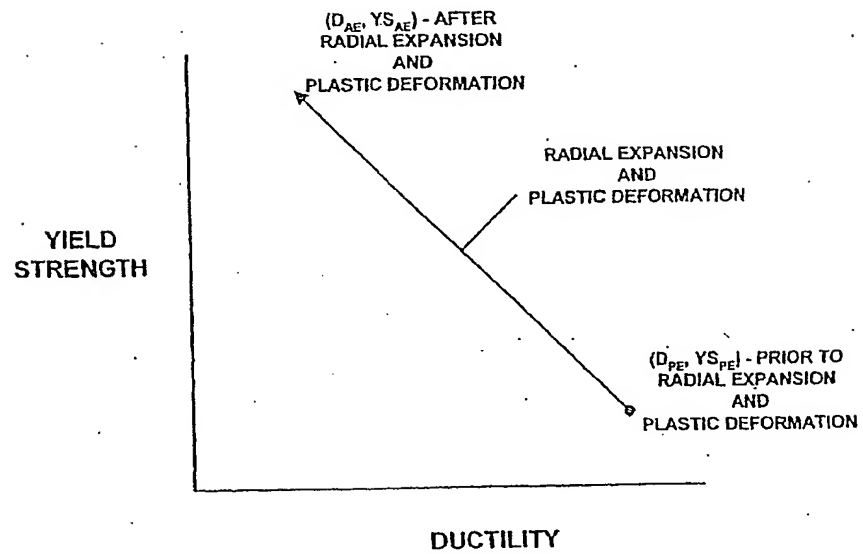 (D_AE, YS_AE) - AFTER
RADIAL EXPANSION
AND
PLASTIC DEFORMATION
RADIAL EXPANSION
AND
PLASTIC DEFORMATION
YIELD
STRENGTH
(D_PE, YS_PE) - PRIOR TO
RADIAL EXPANSION
AND
PLASTIC DEFORMATION
DUCTILITY